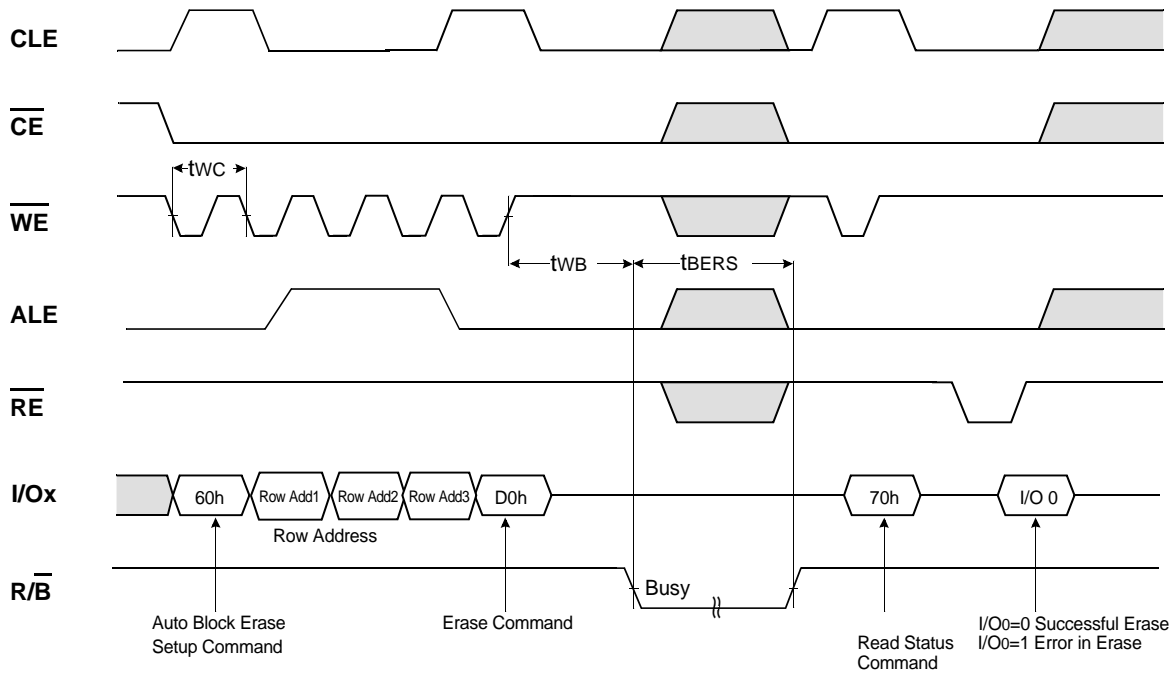 CLE
CE
tWC
WE
tWB
tBERS
ALE
RE
I/Ox
60h
Row Add1
Row Add2
Row Add3
D0h
70h
I/O 0
Row Address
R/B
Busy
Auto Block Erase
Setup Command
Erase Command
Read Status
Command
I/O0=0 Successful Erase
I/O0=1 Error in Erase